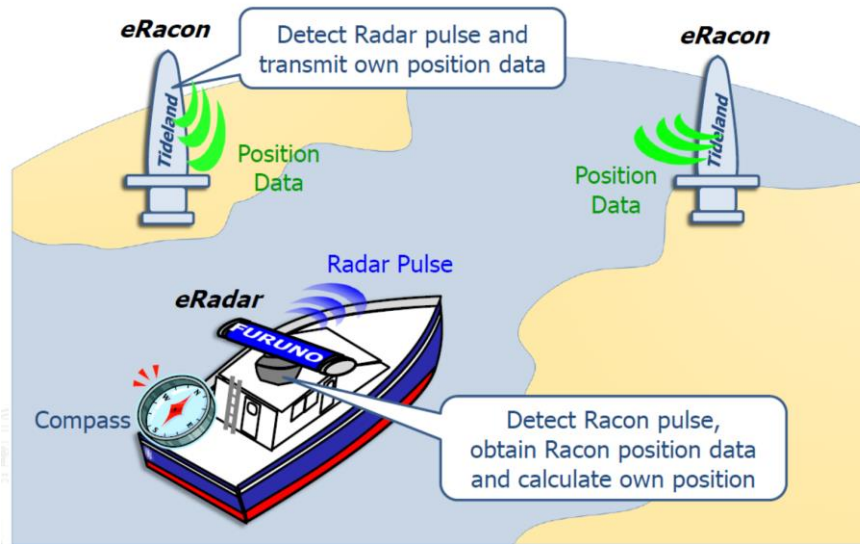 eRacon
Detect Radar pulse and
transmit own position data
eRacon
Tideland
Position
Data
Tideland
Position
Data
Radar Pulse
eRadar
FURUNO
Compass
Detect Racon pulse,
obtain Racon position data
and calculate own position